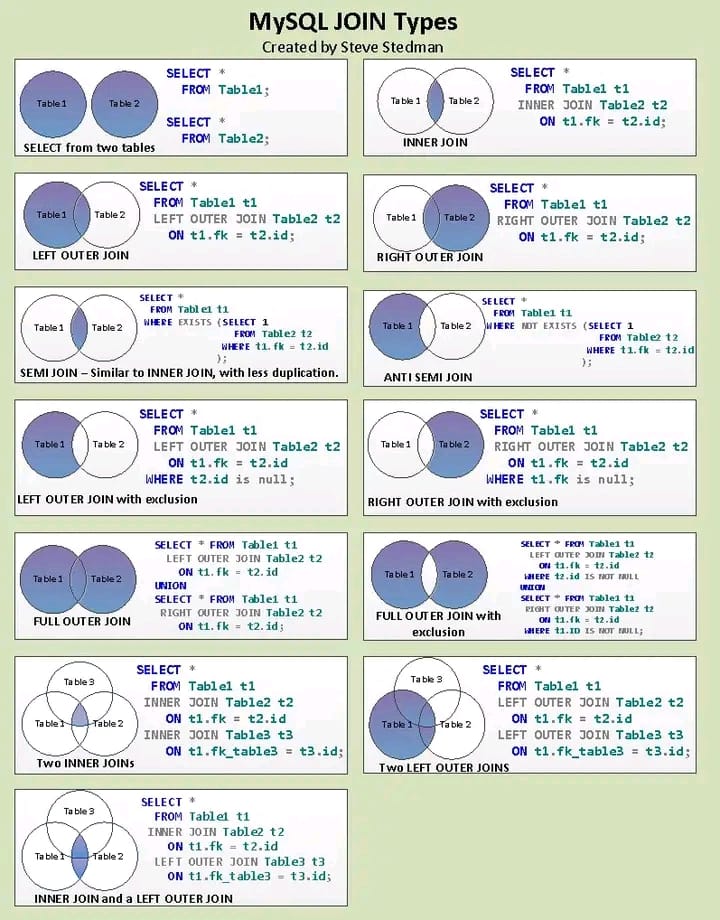 MySQL JOIN Types
Created by Steve Stedman
Table 1
Table 2
SELECT *
FROM Table1;
SELECT *
FROM Table2;
SELECT from two tables
Table 1
Table 2
SELECT *
FROM Table1 t1
INNER JOIN Table2 t2
ON t1.fk = t2.id;
INNER JOIN
Table 1
Table 2
SELECT *
FROM Table1 t1
LEFT OUTER JOIN Table2 t2
ON t1.fk = t2.id;
LEFT OUTER JOIN
Table 1
Table 2
SELECT *
FROM Table1 t1
RIGHT OUTER JOIN Table2 t2
ON t1.fk = t2.id;
RIGHT OUTER JOIN
Table 1
Table 2
SELECT *
FROM Table1 t1
WHERE EXISTS (SELECT 1
FROM Table2 t2
WHERE t1.fk = t2.id
);
SEMI JOIN – Similar to INNER JOIN, with less duplication.
Table 1
Table 2
SELECT *
FROM Table1 t1
WHERE NOT EXISTS (SELECT 1
FROM Table2 t2
WHERE t1.fk = t2.id
);
ANTI SEMI JOIN
Table 1
Table 2
SELECT *
FROM Table1 t1
LEFT OUTER JOIN Table2 t2
ON t1.fk = t2.id
WHERE t2.id is null;
LEFT OUTER JOIN with exclusion
Table 1
Table 2
SELECT *
FROM Table1 t1
RIGHT OUTER JOIN Table2 t2
ON t1.fk = t2.id
WHERE t1.fk is null;
RIGHT OUTER JOIN with exclusion
Table 1
Table 2
SELECT * FROM Table1 t1
LEFT OUTER JOIN Table2 t2
ON t1.fk = t2.id
UNION
SELECT * FROM Table1 t1
RIGHT OUTER JOIN Table2 t2
ON t1.fk = t2.id;
FULL OUTER JOIN
Table 1
Table 2
SELECT * FROM Table1 t1
LEFT OUTER JOIN Table2 t2
ON t1.fk = t2.id
WHERE t2.id IS NOT NULL
UNION
SELECT * FROM Table1 t1
RIGHT OUTER JOIN Table2 t2
ON t1.fk = t2.id
WHERE t1.ID IS NOT NULL;
FULL OUTER JOIN with
exclusion
Table 3
Table 1
Table 2
SELECT *
FROM Table1 t1
INNER JOIN Table2 t2
ON t1.fk = t2.id
INNER JOIN Table3 t3
ON t1.fk_table3 = t3.id;
Two INNER JOINs
Table 3
Table 1
Table 2
SELECT *
FROM Table1 t1
LEFT OUTER JOIN Table2 t2
ON t1.fk = t2.id
LEFT OUTER JOIN Table3 t3
ON t1.fk_table3 = t3.id;
Two LEFT OUTER JOINS
Table 3
Table 1
Table 2
SELECT *
FROM Table1 t1
INNER JOIN Table2 t2
ON t1.fk = t2.id
LEFT OUTER JOIN Table3 t3
ON t1.fk_table3 = t3.id;
INNER JOIN and a LEFT OUTER JOIN